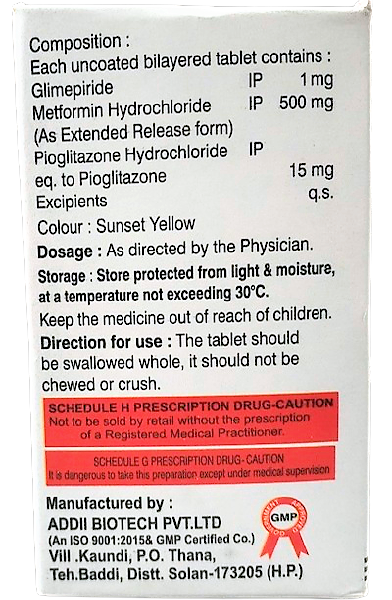 Composition :
Each uncoated bilayered tablet contains :
Glimepiride IP 1 mg
Metformin Hydrochloride IP 500 mg
(As Extended Release form)
Pioglitazone Hydrochloride IP
eq. to Pioglitazone 15 mg
Excipients q.s.
Colour : Sunset Yellow
Dosage : As directed by the Physician.
Storage : Store protected from light & moisture,
at a temperature not exceeding 30°C.
Keep the medicine out of reach of children.
Direction for use : The tablet should
be swallowed whole, it should not be
chewed or crush.
SCHEDULE H PRESCRIPTION DRUG-CAUTION
Not to be sold by retail without the prescription
of a Registered Medical Practitioner.
SCHEDULE G PRESCRIPTION DRUG- CAUTION
It is dangerous to take this preparation except under medical supervision
Manufactured by :
ADDII BIOTECH PVT.LTD
(An ISO 9001:2015& GMP Certified Co.)
Vill .Kaundi, P.O. Thana,
Teh.Baddi, Distt. Solan-173205 (H.P.)
GOVERNMENT APPROVED
GMP